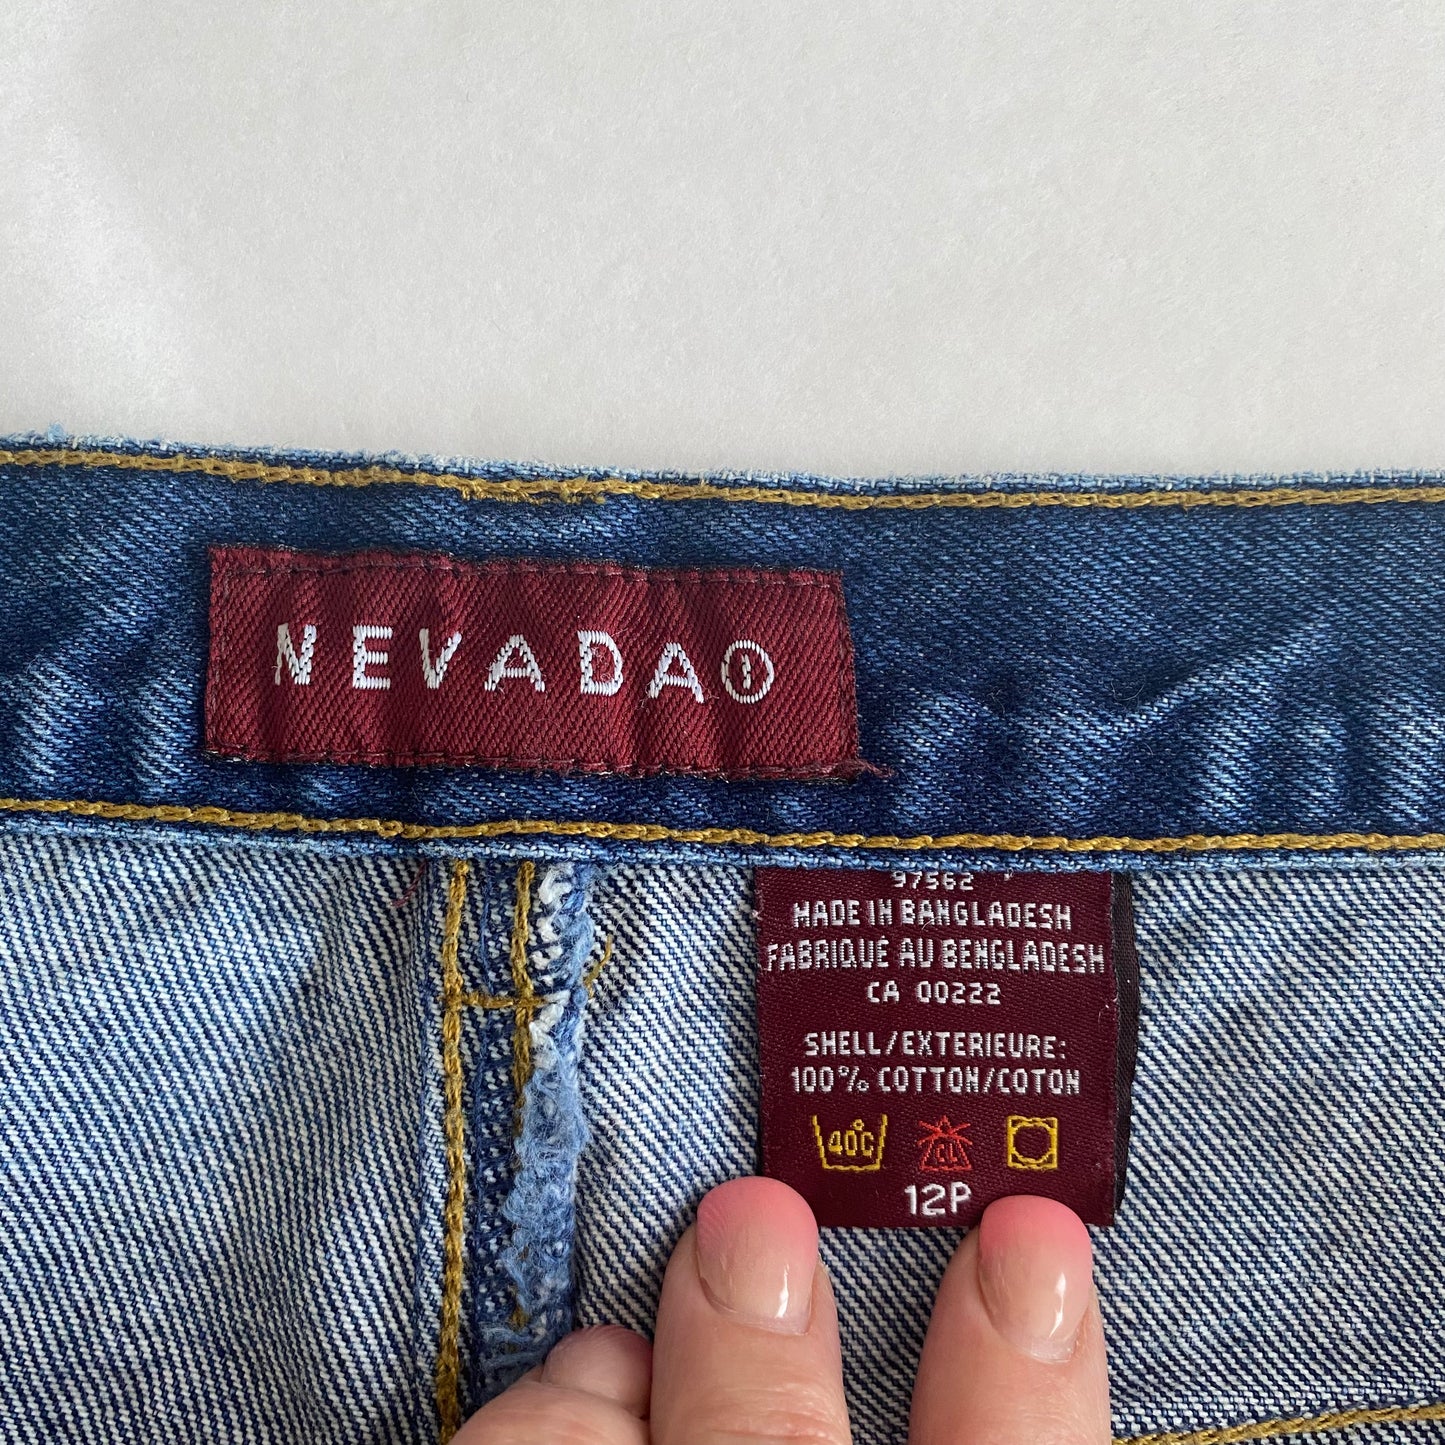 NEVADA®
97562
MADE IN BANGLADESH
FABRIQUÉ AU BENGLADESH
CA 00222
SHELL/EXTERIEURE:
100% COTTON/COTON
40°C CL
12P